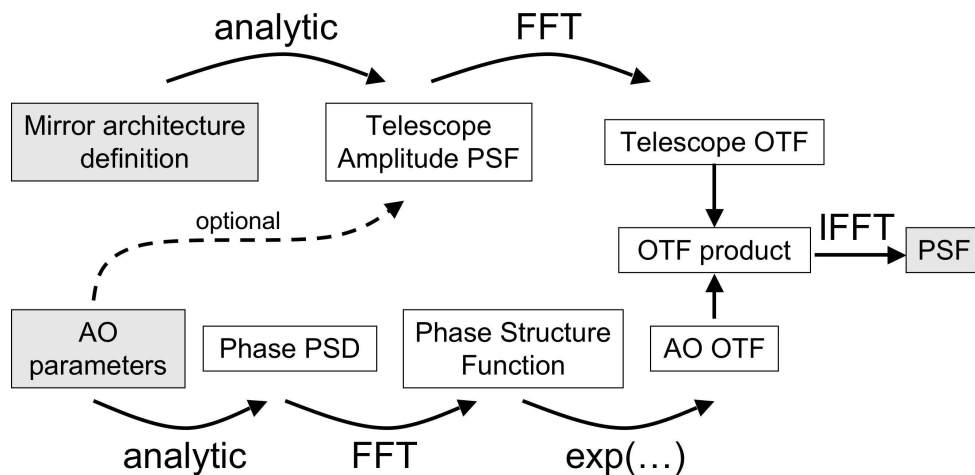 analytic
FFT
Mirror architecture
definition
Telescope
Amplitude PSF
Telescope OTF
optional
OTF product
IFFT
PSF
AO
parameters
Phase PSD
Phase Structure
Function
AO OTF
analytic
FFT
exp(…)